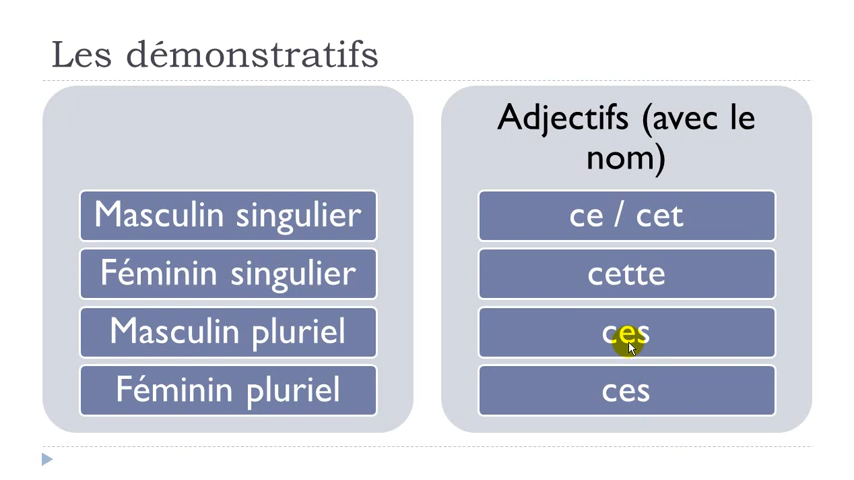 Les démonstratifs
Adjectifs (avec le
nom)
Masculin singulier
ce / cet
Féminin singulier
cette
Masculin pluriel
ces
Féminin pluriel
ces